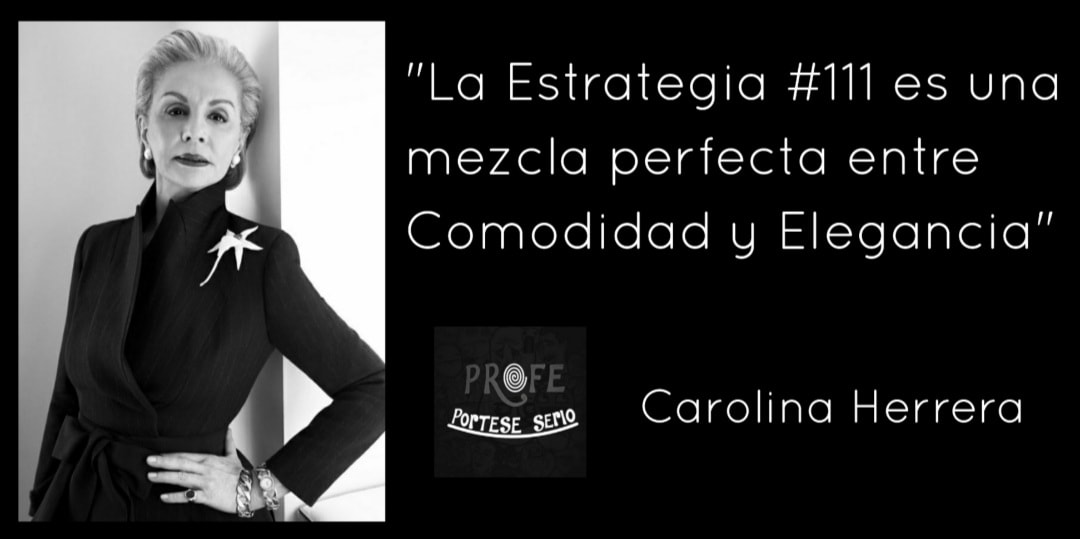 "La Estrategia #111 es una
mezcla perfecta entre
Comodidad y Elegancia"
PROFE
PORTESE SERIO
Carolina Herrera